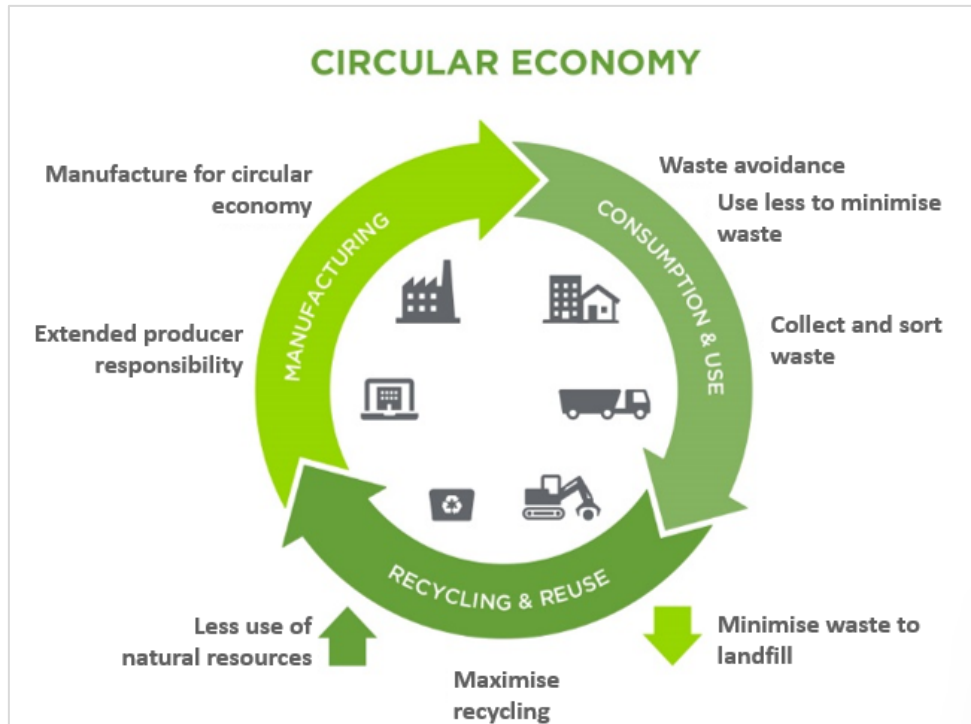 CIRCULAR ECONOMY
Manufacture for circular
economy
Waste avoidance
Use less to minimise
waste
MANUFACTURING
CONSUMPTION & USE
Extended producer
responsibility
Collect and sort
waste
RECYCLING & REUSE
Less use of
natural resources
Minimise waste to
landfill
Maximise
recycling